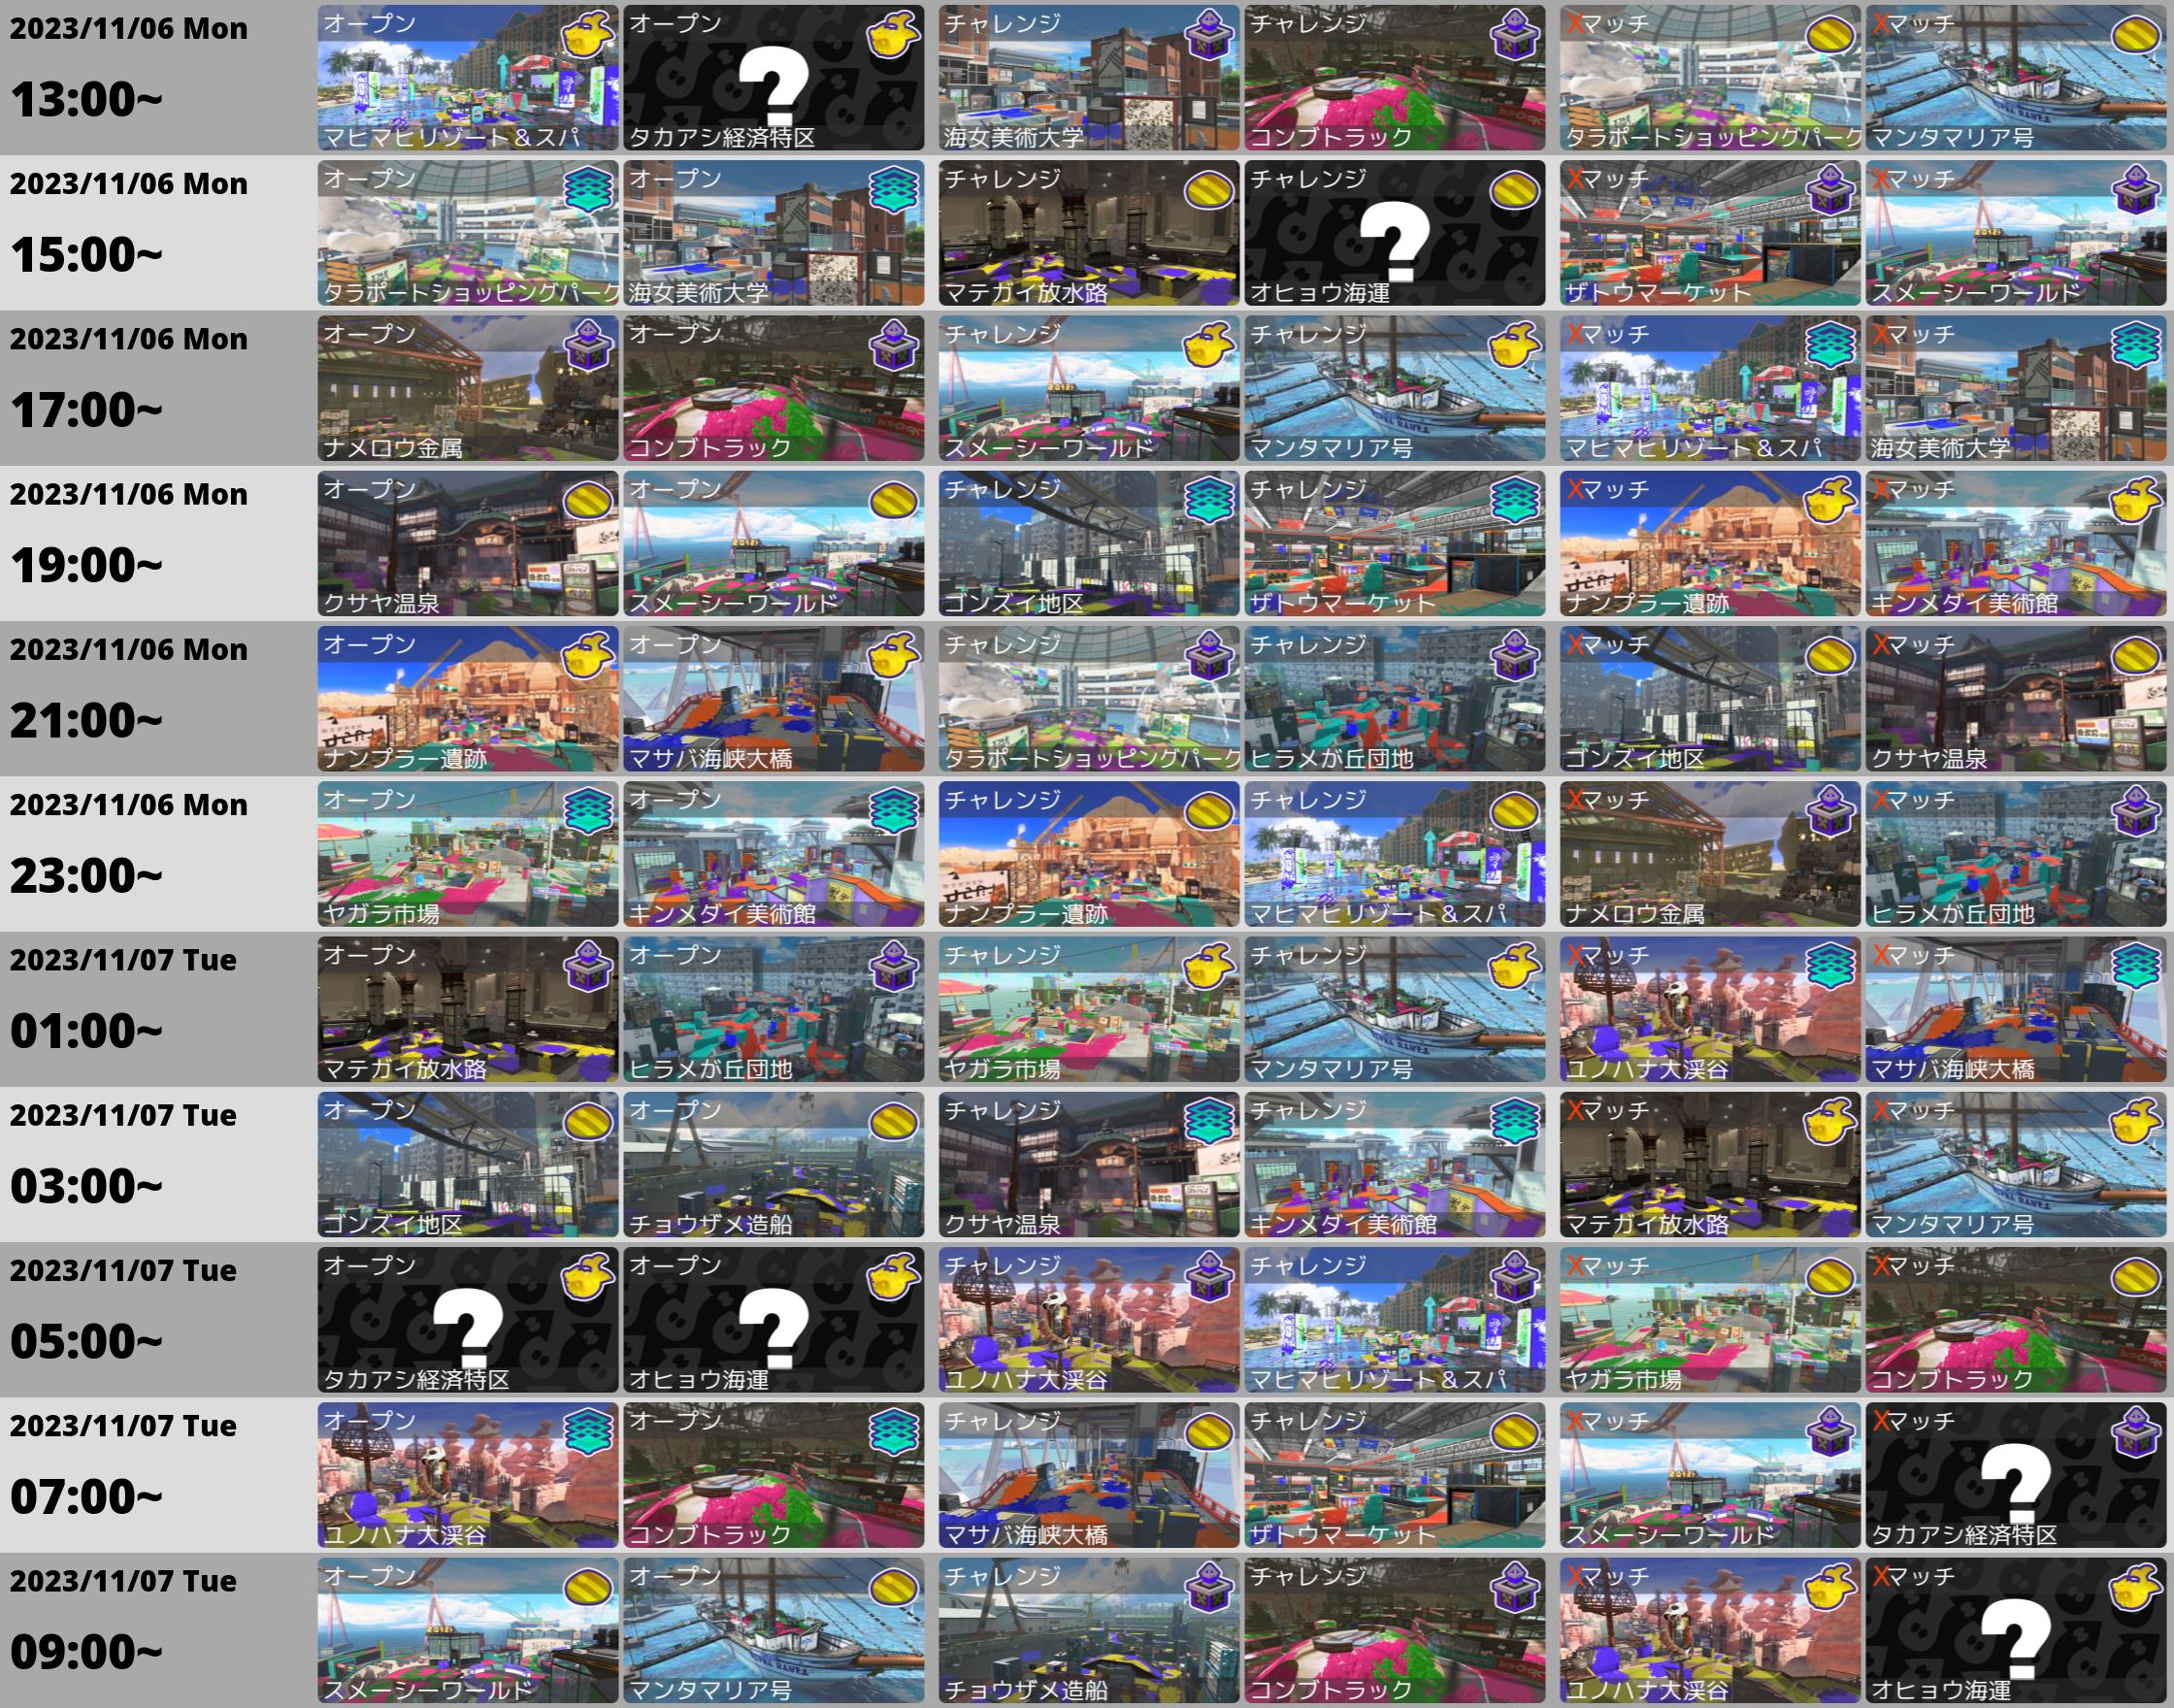 2023/11/06 Mon
13:00~
オープン
マヒマヒリゾート＆スパ
オープン
タカアシ経済特区
チャレンジ
海女美術大学
チャレンジ
コンブトラック
Xマッチ
タラポートショッピングパーク
Xマッチ
マンタマリア号
2023/11/06 Mon
15:00~
オープン
タラポートショッピングパーク
オープン
海女美術大学
チャレンジ
マテガイ放水路
チャレンジ
オヒョウ海運
Xマッチ
ザトウマーケット
Xマッチ
スメーシーワールド
2023/11/06 Mon
17:00~
オープン
ナメロウ金属
オープン
コンブトラック
チャレンジ
スメーシーワールド
チャレンジ
マンタマリア号
Xマッチ
マヒマヒリゾート＆スパ
Xマッチ
海女美術大学
2023/11/06 Mon
19:00~
オープン
クサヤ温泉
オープン
スメーシーワールド
チャレンジ
ゴンズイ地区
チャレンジ
ザトウマーケット
Xマッチ
ナンプラー遺跡
Xマッチ
キンメダイ美術館
2023/11/06 Mon
21:00~
オープン
ナンプラー遺跡
オープン
マサバ海峡大橋
チャレンジ
タラポートショッピングパーク
チャレンジ
ヒラメが丘団地
Xマッチ
ゴンズイ地区
Xマッチ
クサヤ温泉
2023/11/06 Mon
23:00~
オープン
ヤガラ市場
オープン
キンメダイ美術館
チャレンジ
ナンプラー遺跡
チャレンジ
マヒマヒリゾート＆スパ
Xマッチ
ナメロウ金属
Xマッチ
ヒラメが丘団地
2023/11/07 Tue
01:00~
オープン
マテガイ放水路
オープン
ヒラメが丘団地
チャレンジ
ヤガラ市場
チャレンジ
マンタマリア号
Xマッチ
ユノハナ大渓谷
Xマッチ
マサバ海峡大橋
2023/11/07 Tue
03:00~
オープン
ゴンズイ地区
オープン
チョウザメ造船
チャレンジ
クサヤ温泉
チャレンジ
キンメダイ美術館
Xマッチ
マテガイ放水路
Xマッチ
マンタマリア号
2023/11/07 Tue
05:00~
オープン
タカアシ経済特区
オープン
オヒョウ海運
チャレンジ
ユノハナ大渓谷
チャレンジ
マヒマヒリゾート＆スパ
Xマッチ
ヤガラ市場
Xマッチ
コンブトラック
2023/11/07 Tue
07:00~
オープン
ユノハナ大渓谷
オープン
コンブトラック
チャレンジ
マサバ海峡大橋
チャレンジ
ザトウマーケット
Xマッチ
スメーシーワールド
Xマッチ
タカアシ経済特区
2023/11/07 Tue
09:00~
オープン
スメーシーワールド
オープン
マンタマリア号
チャレンジ
チョウザメ造船
チャレンジ
コンブトラック
Xマッチ
ユノハナ大渓谷
Xマッチ
オヒョウ海運